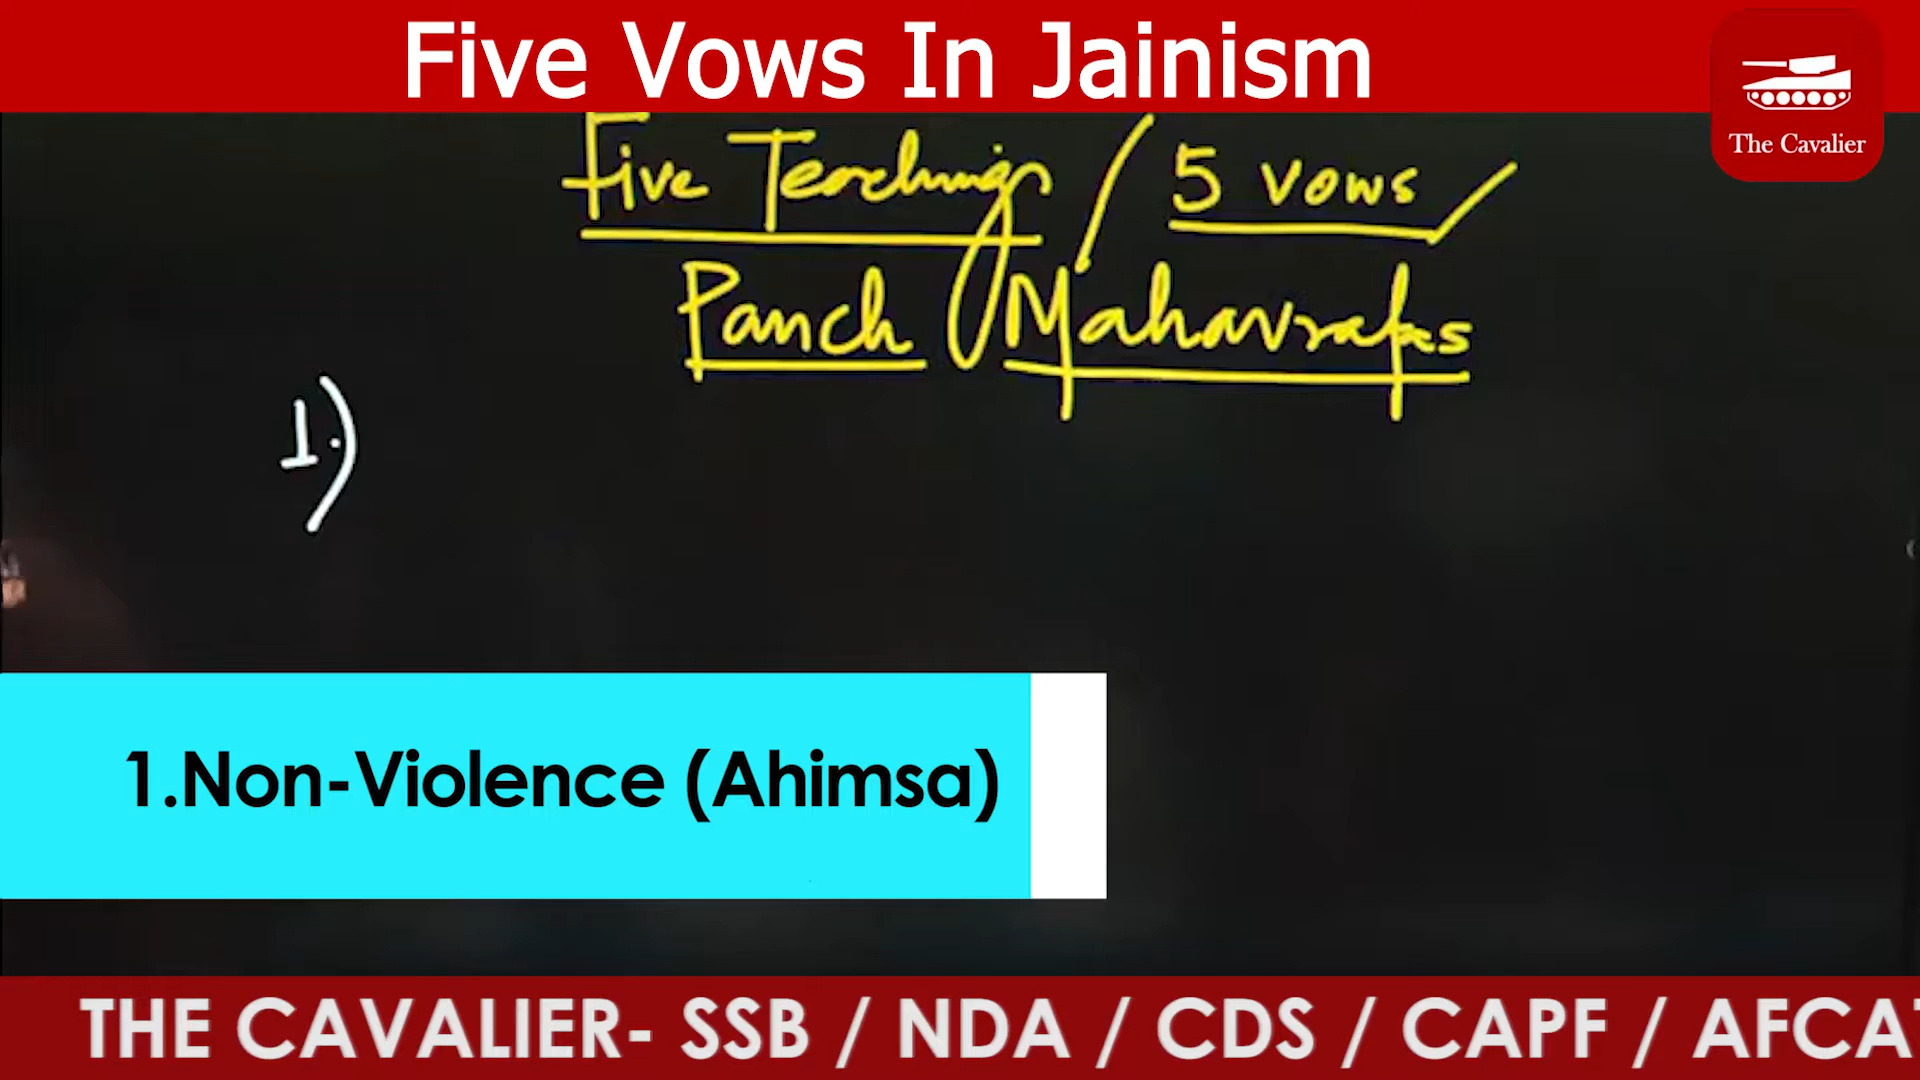 Five Vows In Jainism
The Cavalier
Five Teachings / 5 Vows /
Panch Mahavratas
1.)
1.Non-Violence (Ahimsa)
THE CAVALIER- SSB / NDA / CDS / CAPF / AFCAT